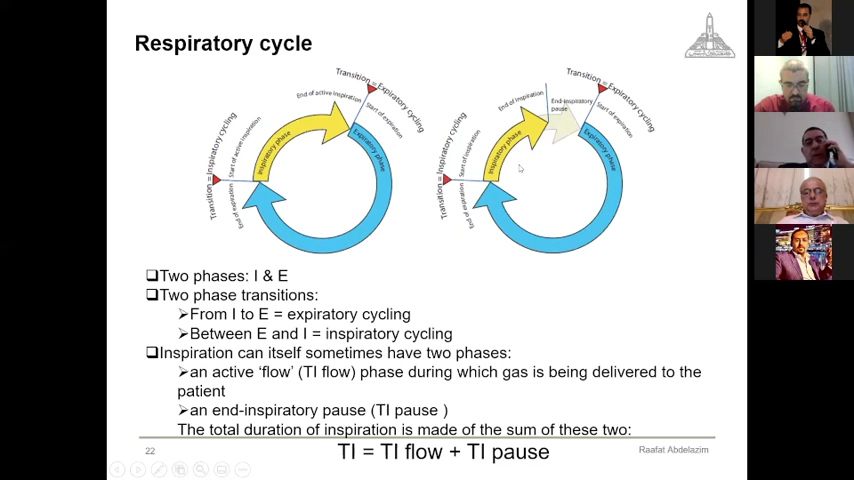 Respiratory cycle
Transition = Expiratory cycling
End of active inspiration
Start of expiration
Inspiratory phase
Expiratory phase
Start of active inspiration
Transition = Inspiratory cycling
End of expiration
Transition = Expiratory cycling
End of inspiration
End-inspiratory
pause
Start of expiration
Inspiratory phase
Expiratory phase
Start of inspiration
Transition = Inspiratory cycling
End of expiration
❑Two phases: I & E
❑Two phase transitions:
➢From I to E = expiratory cycling
➢Between E and I = inspiratory cycling
❑Inspiration can itself sometimes have two phases:
➢an active ‘flow’ (TI flow) phase during which gas is being delivered to the
patient
➢an end-inspiratory pause (TI pause )
The total duration of inspiration is made of the sum of these two:
TI = TI flow + TI pause
22
Raafat Abdelazim